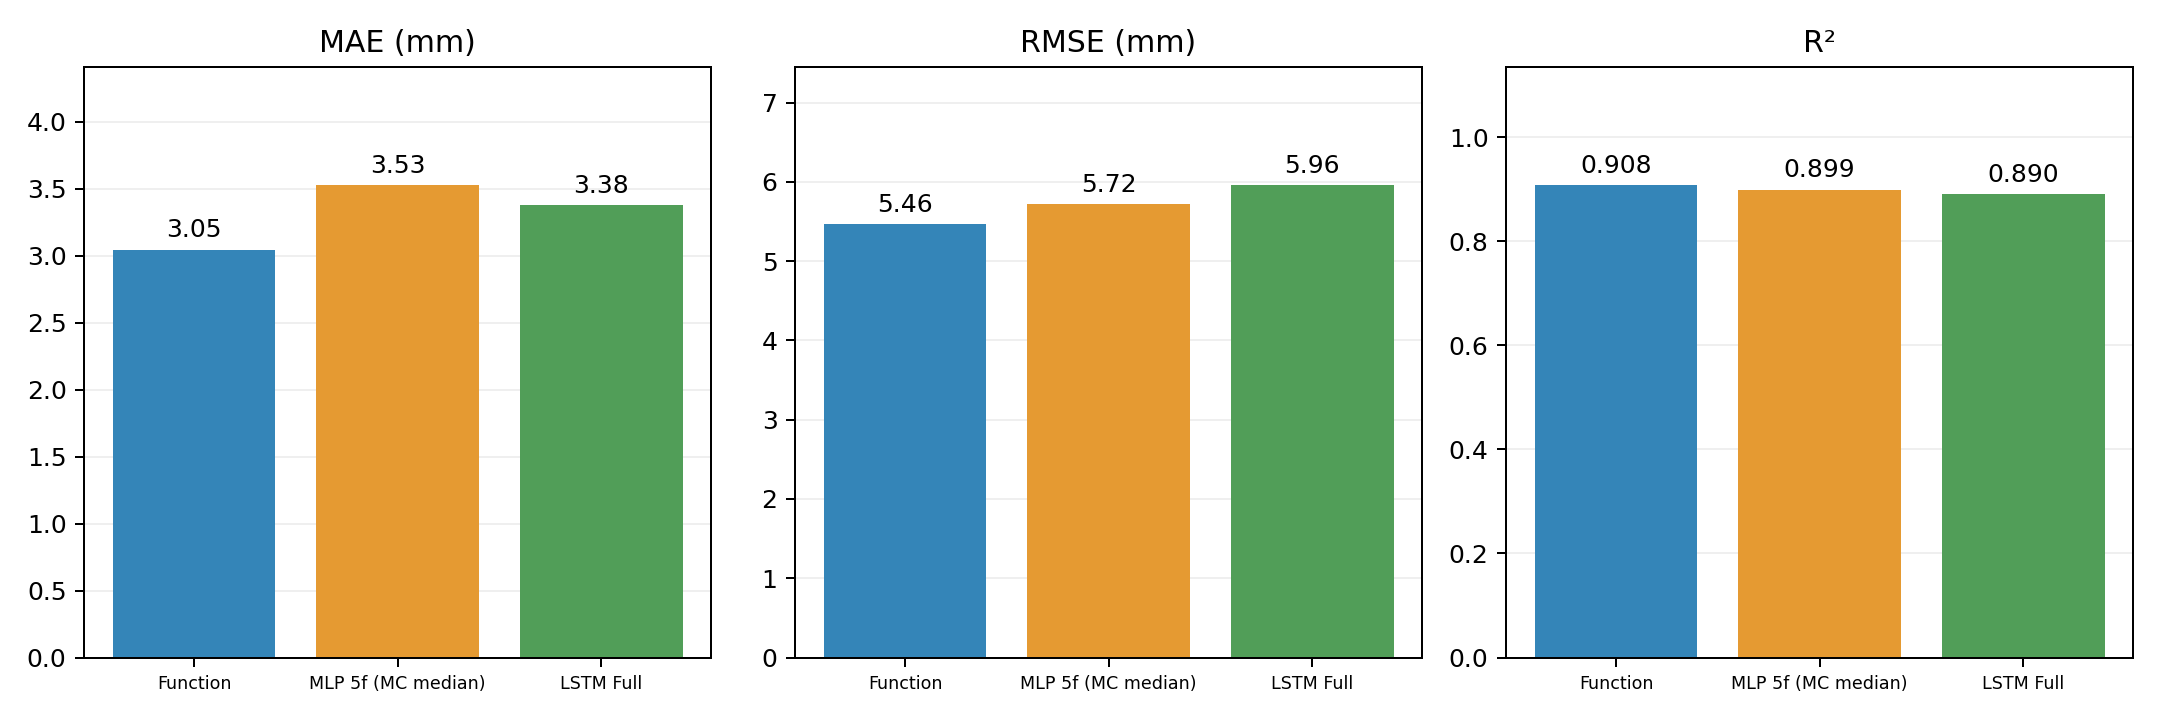 MAE (mm)
4.0
3.5
3.0
2.5
2.0
1.5
1.0
0.5
0.0
3.05
3.53
3.38
Function
MLP 5f (MC median)
LSTM Full
RMSE (mm)
7
6
5
4
3
2
1
0
5.46
5.72
5.96
Function
MLP 5f (MC median)
LSTM Full
R²
1.0
0.8
0.6
0.4
0.2
0.0
0.908
0.899
0.890
Function
MLP 5f (MC median)
LSTM Full